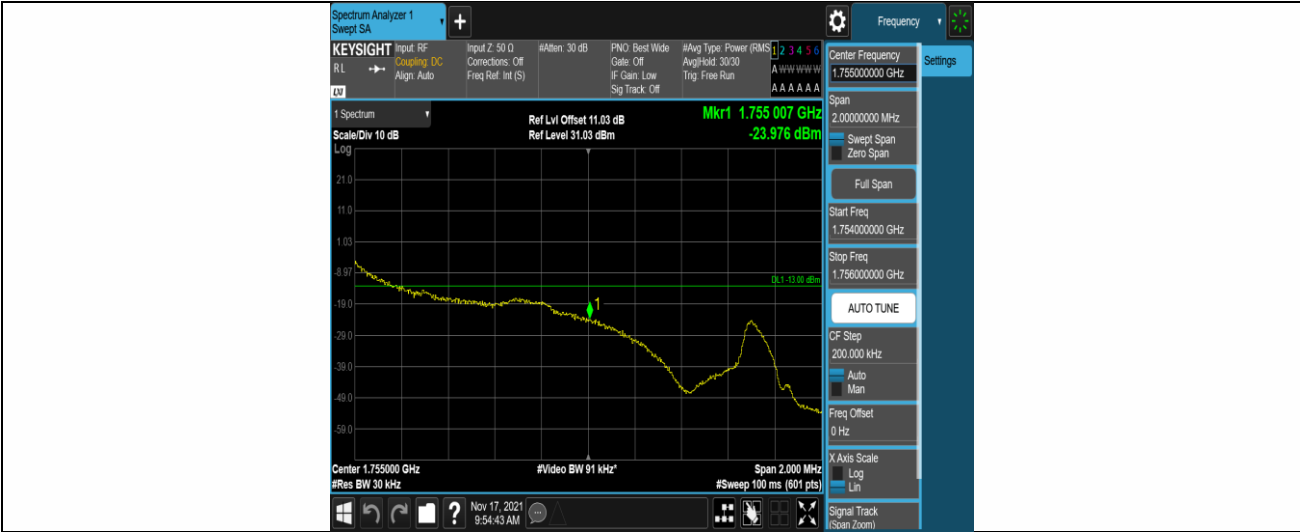 Spectrum Analyzer 1
Swept SA
Frequency
KEYSIGHT
R L
LXI
Input: RF
Coupling: DC
Align: Auto
Input Z: 50 Ω
Corrections: Off
Freq Ref: Int (S)
#Atten: 30 dB
PNO: Best Wide
Gate: Off
IF Gain: Low
Sig Track: Off
#Avg Type: Power (RMS
Avg|Hold: 30/30
Trig: Free Run
1 2 3 4 5 6
A W W W W W
A A A A A A
1 Spectrum
Scale/Div 10 dB
Log
Ref Lvl Offset 11.03 dB
Ref Level 31.03 dBm
Mkr1 1.755 007 GHz
-23.976 dBm
21.0
11.0
1.03
-8.97
-19.0
-29.0
-39.0
-49.0
-59.0
DL1 -13.00 dBm
1
Center 1.755000 GHz
#Res BW 30 kHz
#Video BW 91 kHz*
Span 2.000 MHz
#Sweep 100 ms (601 pts)
Nov 17, 2021
9:54:43 AM
Center Frequency
1.755000000 GHz
Settings
Span
2.00000000 MHz
Swept Span
Zero Span
Full Span
Start Freq
1.754000000 GHz
Stop Freq
1.756000000 GHz
AUTO TUNE
CF Step
200.000 kHz
Auto
Man
Freq Offset
0 Hz
X Axis Scale
Log
Lin
Signal Track
(Span Zoom)